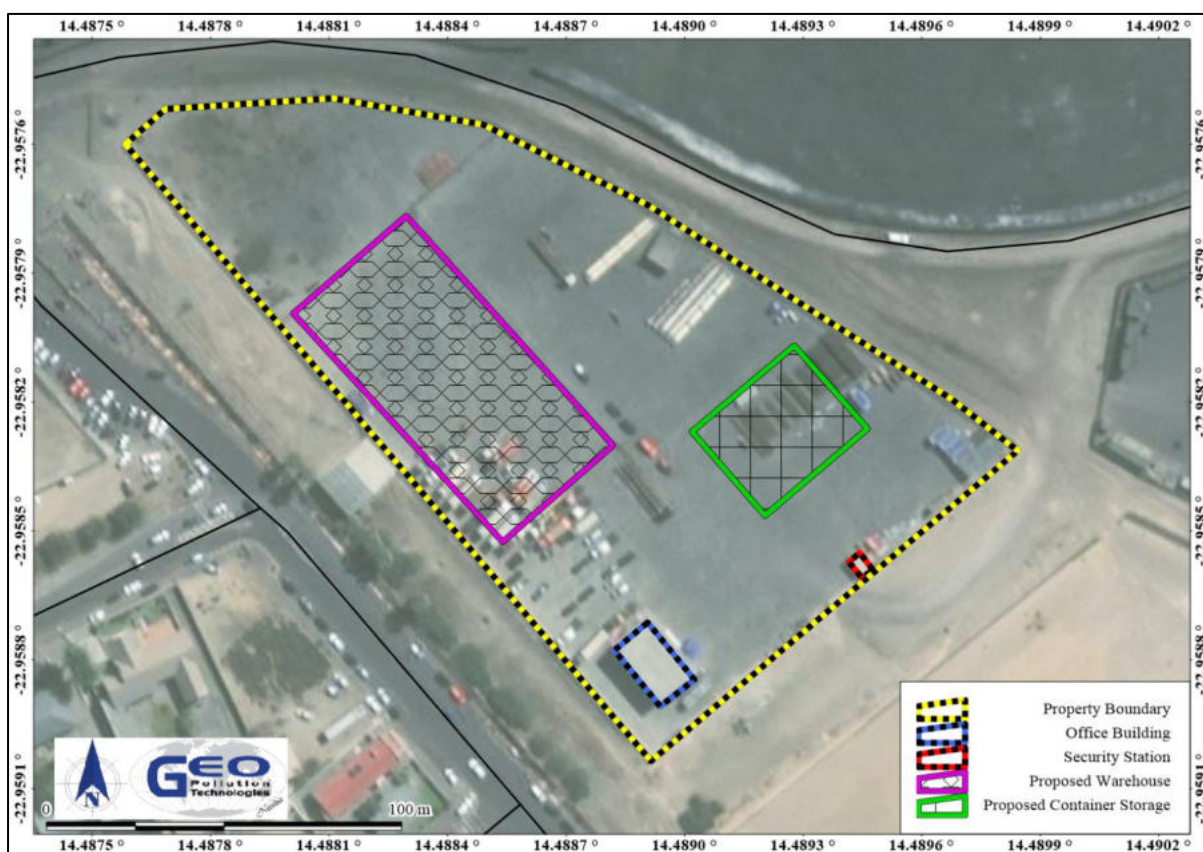 14.4875 ° 14.4878 ° 14.4881 ° 14.4884 ° 14.4887 ° 14.4890 ° 14.4893 ° 14.4896 ° 14.4899 ° 14.4902 °
-22.9576 ° -22.9576 °
-22.9579 ° -22.9579 °
-22.9582 ° -22.9582 °
-22.9585 ° -22.9585 °
-22.9588 ° -22.9588 °
-22.9591 ° -22.9591 °
Property Boundary
Office Building
Security Station
Proposed Warehouse
Proposed Container Storage
N
GEO
Pollution
Technologies
0 100 m
14.4875 ° 14.4878 ° 14.4881 ° 14.4884 ° 14.4887 ° 14.4890 ° 14.4893 ° 14.4896 ° 14.4899 ° 14.4902 °